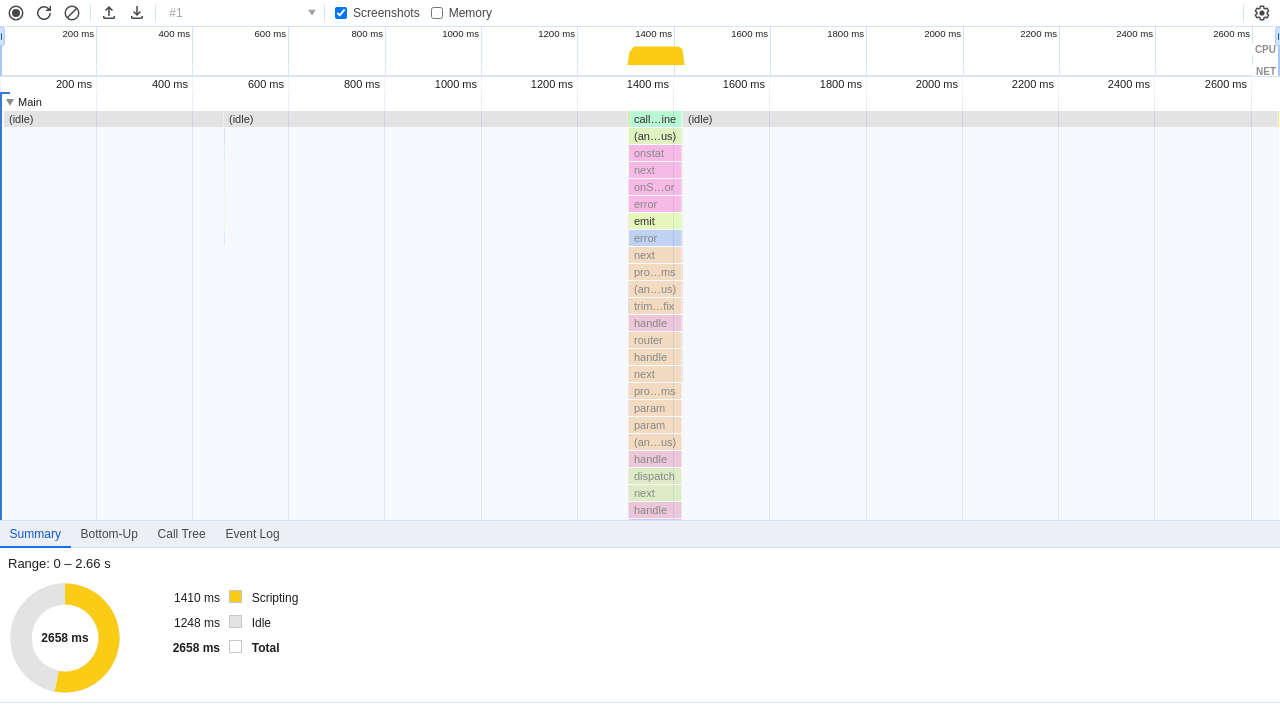 #1 Screenshots Memory
200 ms 400 ms 600 ms 800 ms 1000 ms 1200 ms 1400 ms 1600 ms 1800 ms 2000 ms 2200 ms 2400 ms 2600 ms
CPU
NET
200 ms 400 ms 600 ms 800 ms 1000 ms 1200 ms 1400 ms 1600 ms 1800 ms 2000 ms 2200 ms 2400 ms 2600 ms
Main
(idle) (idle) call…ine (idle)
(an…us)
onstat
next
onS…or
error
emit
error
next
pro…ms
(an…us)
trim…fix
handle
router
handle
next
pro…ms
param
param
(an…us)
handle
dispatch
next
handle
Summary Bottom-Up Call Tree Event Log
Range: 0 – 2.66 s
2658 ms
1410 ms Scripting
1248 ms Idle
2658 ms Total